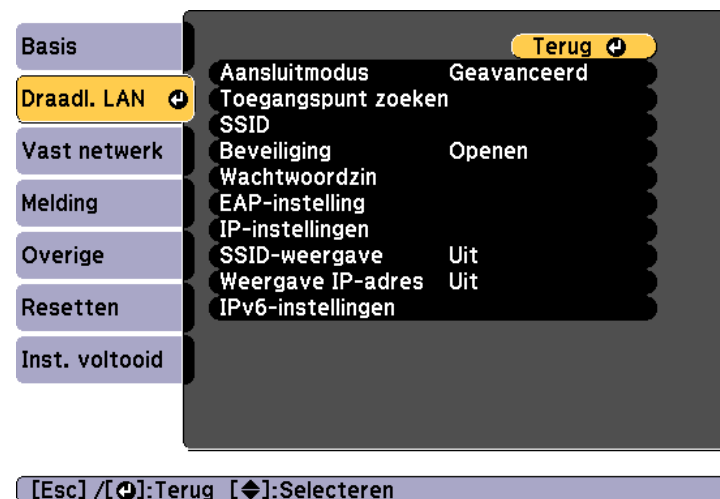 Basis
Draadl. LAN
Vast netwerk
Melding
Overige
Resetten
Inst. voltooid
Terug
Aansluitmodus Geavanceerd
Toegangspunt zoeken
SSID
Beveiliging Openen
Wachtwoordzin
EAP-instelling
IP-instellingen
SSID-weergave Uit
Weergave IP-adres Uit
IPv6-instellingen
[Esc] /[⏎]:Terug [◆]:Selecteren